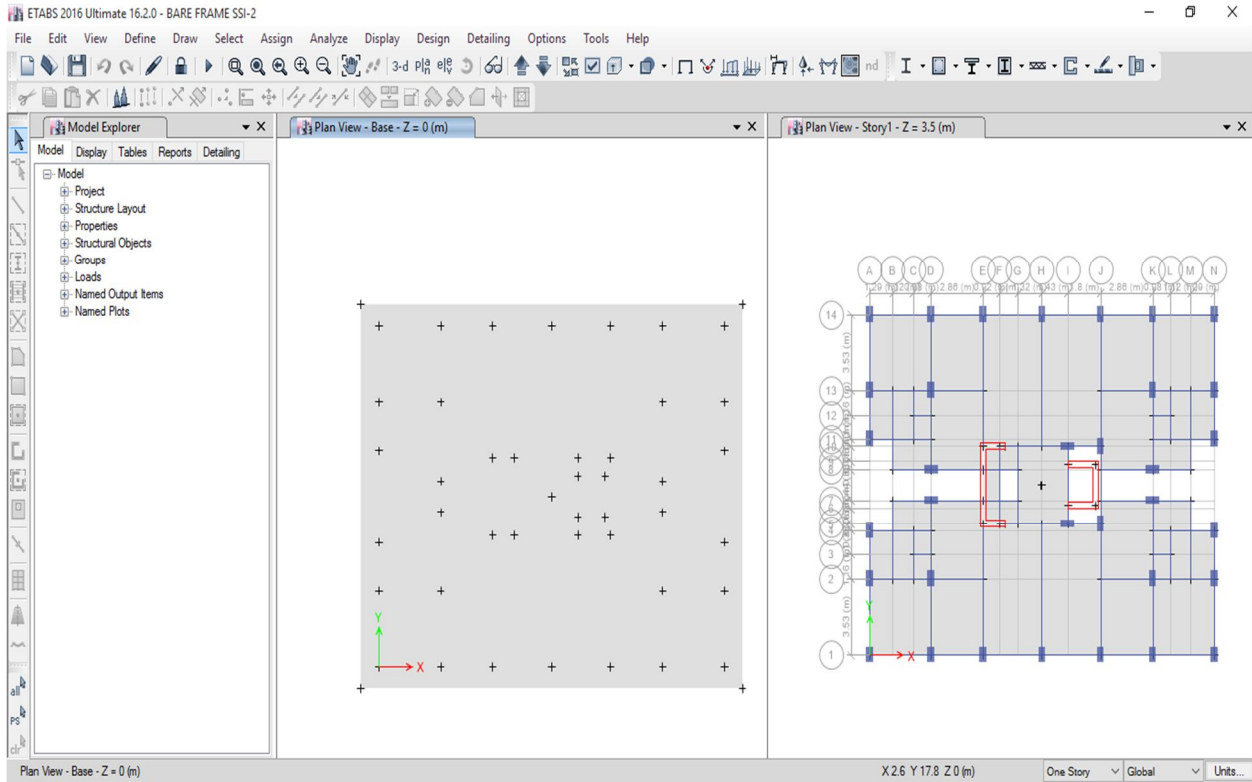 ETABS 2016 Ultimate 16.2.0 - BARE FRAME SSI-2
File Edit View Define Draw Select Assign Analyze Display Design Detailing Options Tools Help
3-d nd
Model Explorer
Model Display Tables Reports Detailing
Model
Project
Structure Layout
Properties
Structural Objects
Groups
Loads
Named Output Items
Named Plots
all
PS
clr
Plan View - Base - Z = 0 (m)
Y
X
Plan View - Story1 - Z = 3.5 (m)
A B C D E F G H I J K L M N
2.86 (m) 2.86 (m)
14
3.53 (m)
13
12
3
2
3.53 (m)
1
Y
X
Plan View - Base - Z = 0 (m) X 2.6 Y 17.8 Z 0 (m) One Story Global Units...